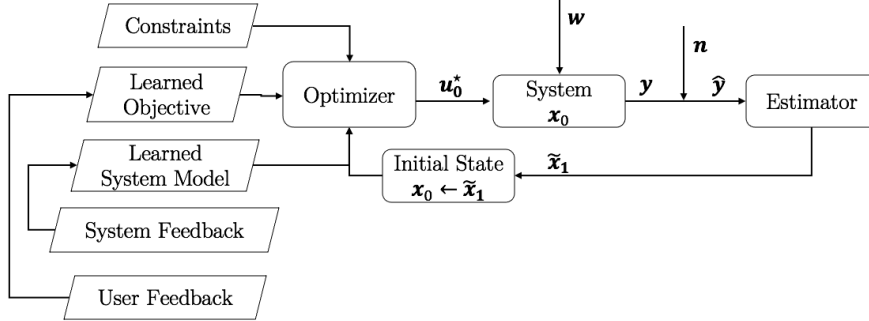 Constraints
w
n
Learned
Objective
Optimizer
u₀*
System
x₀
y
ŷ
Estimator
Learned
System Model
Initial State
x₀ ← x̃₁
x̃₁
System Feedback
User Feedback